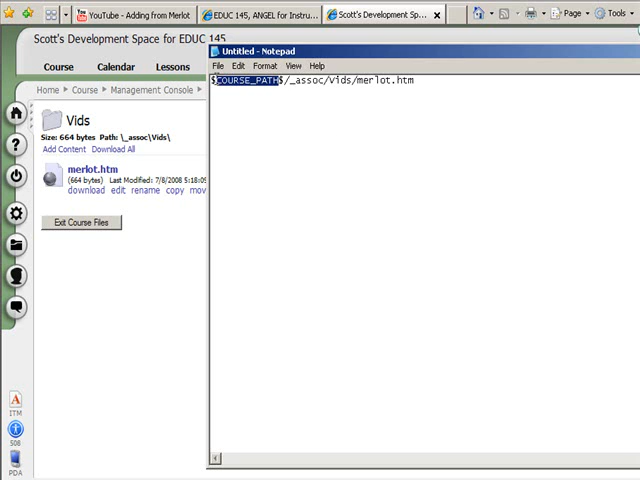 YouTube - Adding from Merlot
EDUC 145, ANGEL for Instru...
Scott's Development Spac...
Page
Tools
Scott's Development Space for EDUC 145
Course Calendar Lessons
Home Course Management Console
Vids
Size: 664 bytes Path: \_assoc\Vids\
Add Content Download All
merlot.htm
(664 bytes) Last Modified: 7/8/2008 5:18:09
download edit rename copy mov
Exit Course Files
ITM
508
PDA
Untitled - Notepad
File Edit Format View Help
$COURSE_PATH$/_assoc/Vids/merlot.htm